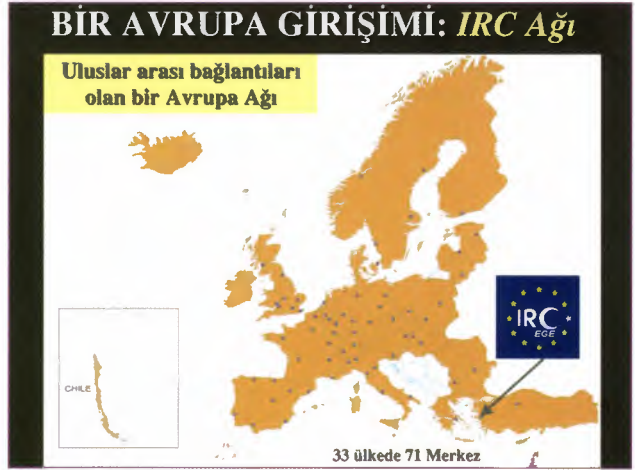 BİR AVRUPA GİRİŞİMİ: IRC Ağı
Uluslar arası bağlantıları
olan bir Avrupa Ağı
IRC
EGE
CHILE
33 ülkede 71 Merkez